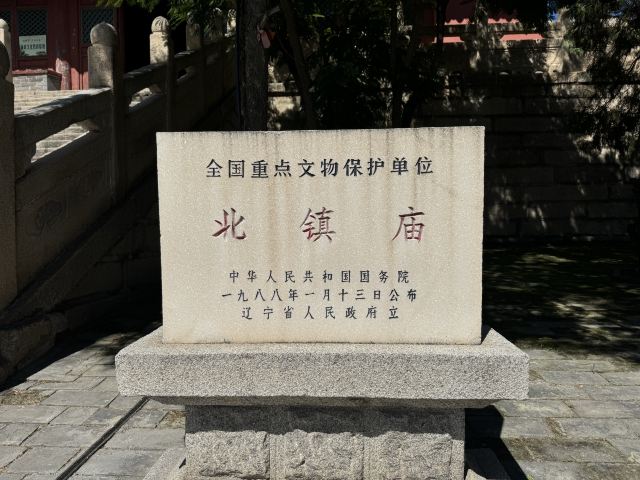 全国重点文物保护单位
北镇庙
中华人民共和国国务院
一九八八年一月十三日公布
辽宁省人民政府立